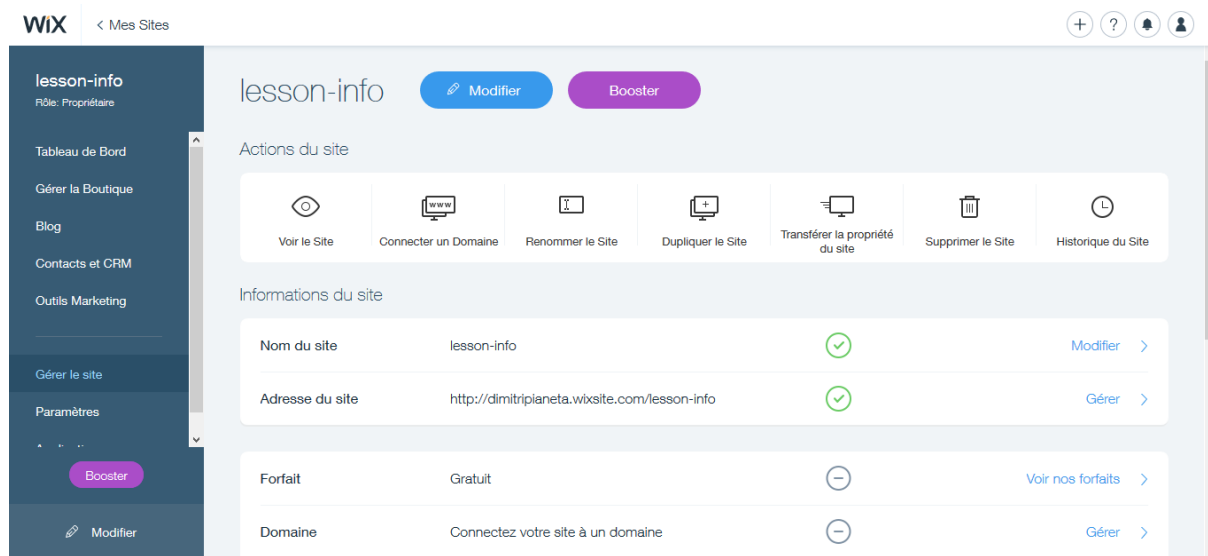 WiX < Mes Sites + ?
lesson-info
Rôle: Propriétaire
Tableau de Bord
Gérer la Boutique
Blog
Contacts et CRM
Outils Marketing
Gérer le site
Paramètres
Booster
Modifier
lesson-info Modifier Booster
Actions du site
www
Voir le Site Connecter un Domaine Renommer le Site Dupliquer le Site Transférer la propriété du site Supprimer le Site Historique du Site
Informations du site
Nom du site lesson-info Modifier >
Adresse du site http://dimitripianeta.wixsite.com/lesson-info Gérer >
Forfait Gratuit Voir nos forfaits >
Domaine Connectez votre site à un domaine Gérer >